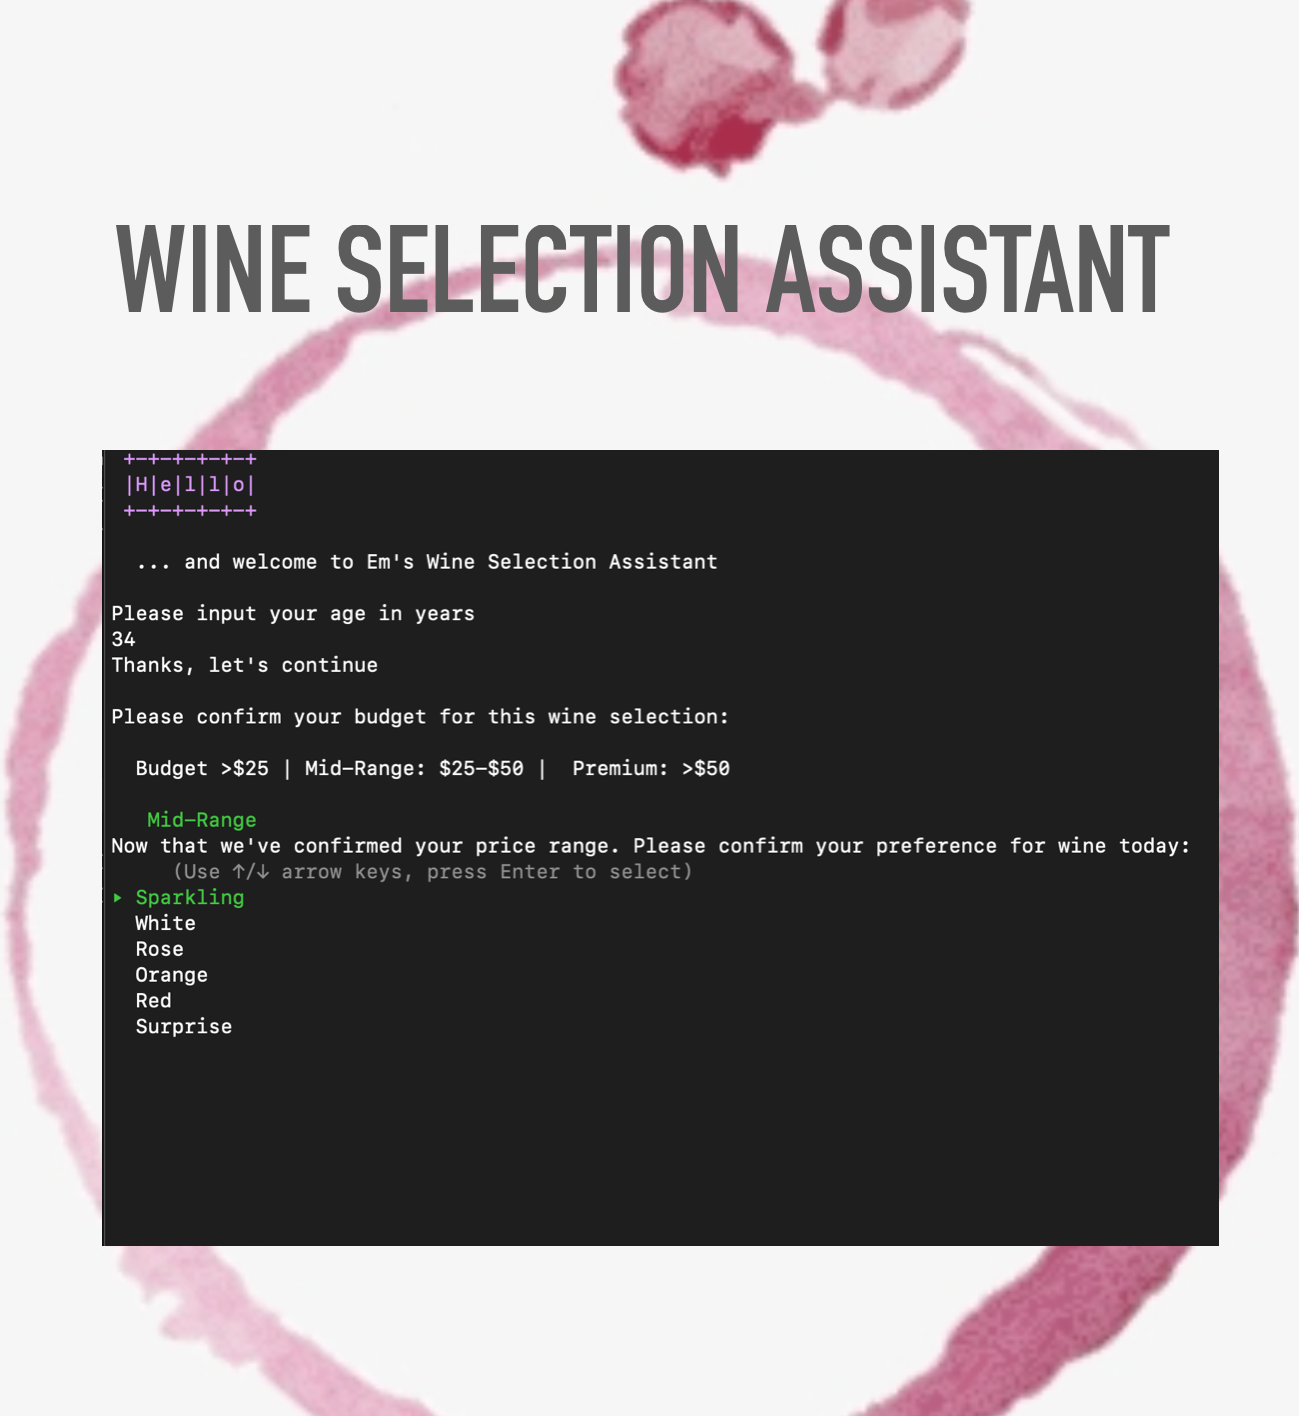 WINE SELECTION ASSISTANT
+-+-+-+-+-+
|H|e|l|l|o|
+-+-+-+-+-+
... and welcome to Em's Wine Selection Assistant
Please input your age in years
34
Thanks, let's continue
Please confirm your budget for this wine selection:
Budget >$25 | Mid-Range: $25-$50 |  Premium: >$50
Mid-Range
Now that we've confirmed your price range. Please confirm your preference for wine today:
(Use ↑/↓ arrow keys, press Enter to select)
‣ Sparkling
White
Rose
Orange
Red
Surprise